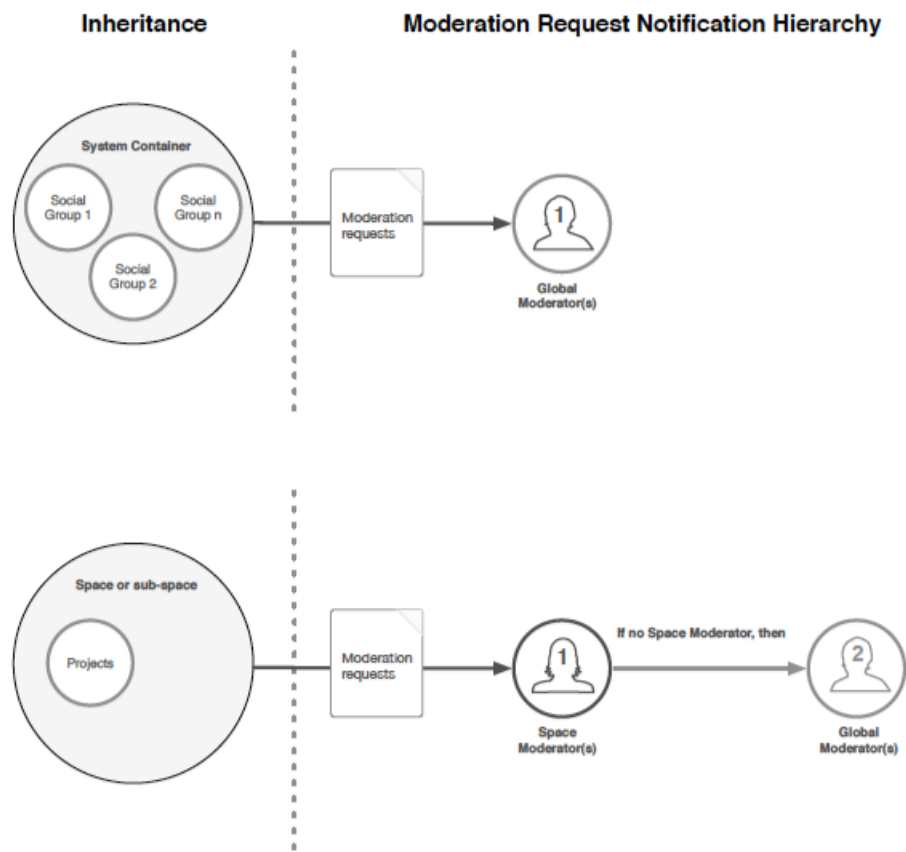 Inheritance
Moderation Request Notification Hierarchy
System Container
Social
Group 1
Social
Group n
Social
Group 2
Moderation
requests
1
Global
Moderator(s)
Space or sub-space
Projects
Moderation
requests
1
Space
Moderator(s)
If no Space Moderator, then
2
Global
Moderator(s)